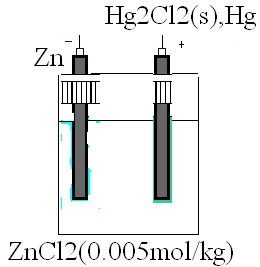 Hg2Cl2(s),Hg
− +
Zn
ZnCl2(0.005mol/kg)